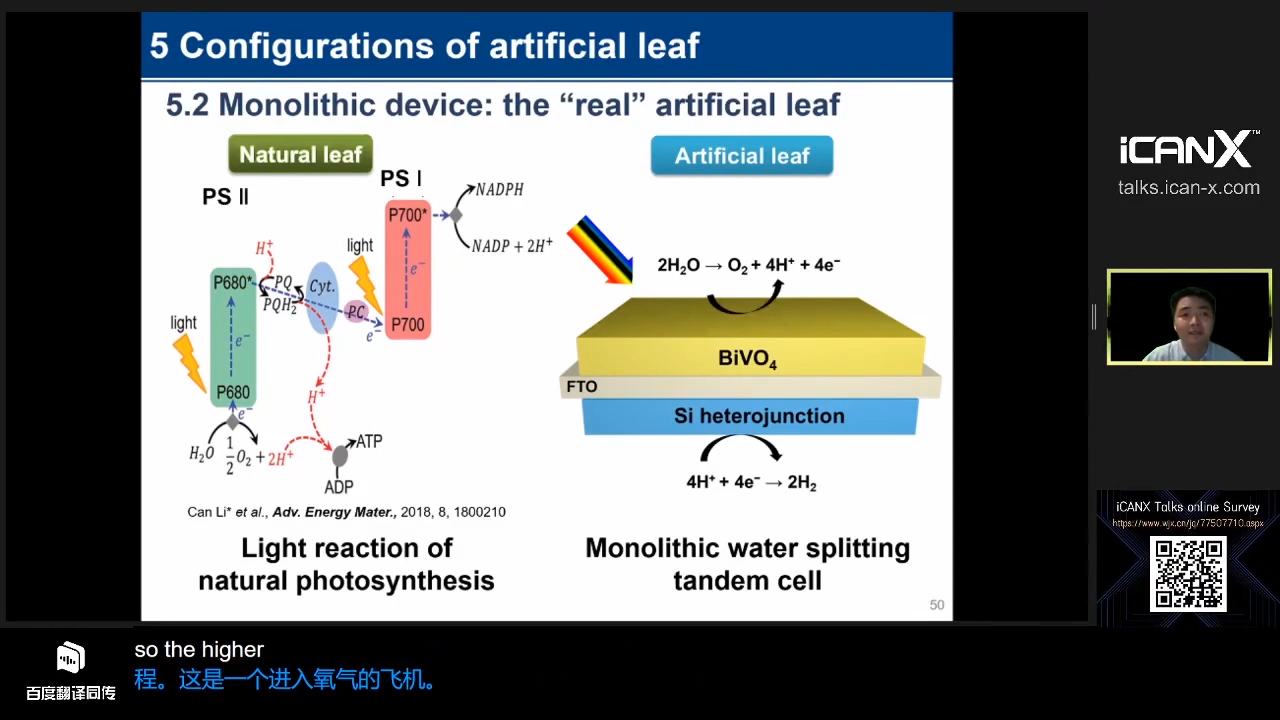 5 Configurations of artificial leaf
5.2 Monolithic device: the “real” artificial leaf
Natural leaf
PS II
PS I
P700*
NADPH
NADP + 2H⁺
light
H⁺
P680*
PQ
PQH₂
Cyt.
PC
e⁻
P700
e⁻
light
e⁻
P680
e⁻
H₂O
1/2 O₂ + 2H⁺
H⁺
ATP
ADP
Can Li* et al., Adv. Energy Mater., 2018, 8, 1800210
Light reaction of
natural photosynthesis
Artificial leaf
2H₂O → O₂ + 4H⁺ + 4e⁻
BiVO₄
FTO
Si heterojunction
4H⁺ + 4e⁻ → 2H₂
Monolithic water splitting
tandem cell
50
iCANX™
talks.ican-x.com
iCANX Talks online Survey
https://www.wjx.cn/jq/77507710.aspx
百度翻译同传
so the higher
程。这是一个进入氧气的飞机。